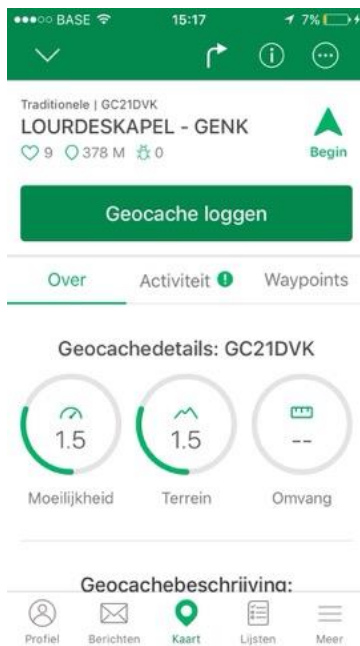 BASE 15:17 7%
Traditionele | GC21DVK
LOURDESKAPEL - GENK
9 378 M 0
Begin
Geocache loggen
Over Activiteit ! Waypoints
Geocachedetails: GC21DVK
1.5 1.5 --
Moeilijkheid Terrein Omvang
Geocachebeschrijving:
Profiel Berichten Kaart Lijsten Meer